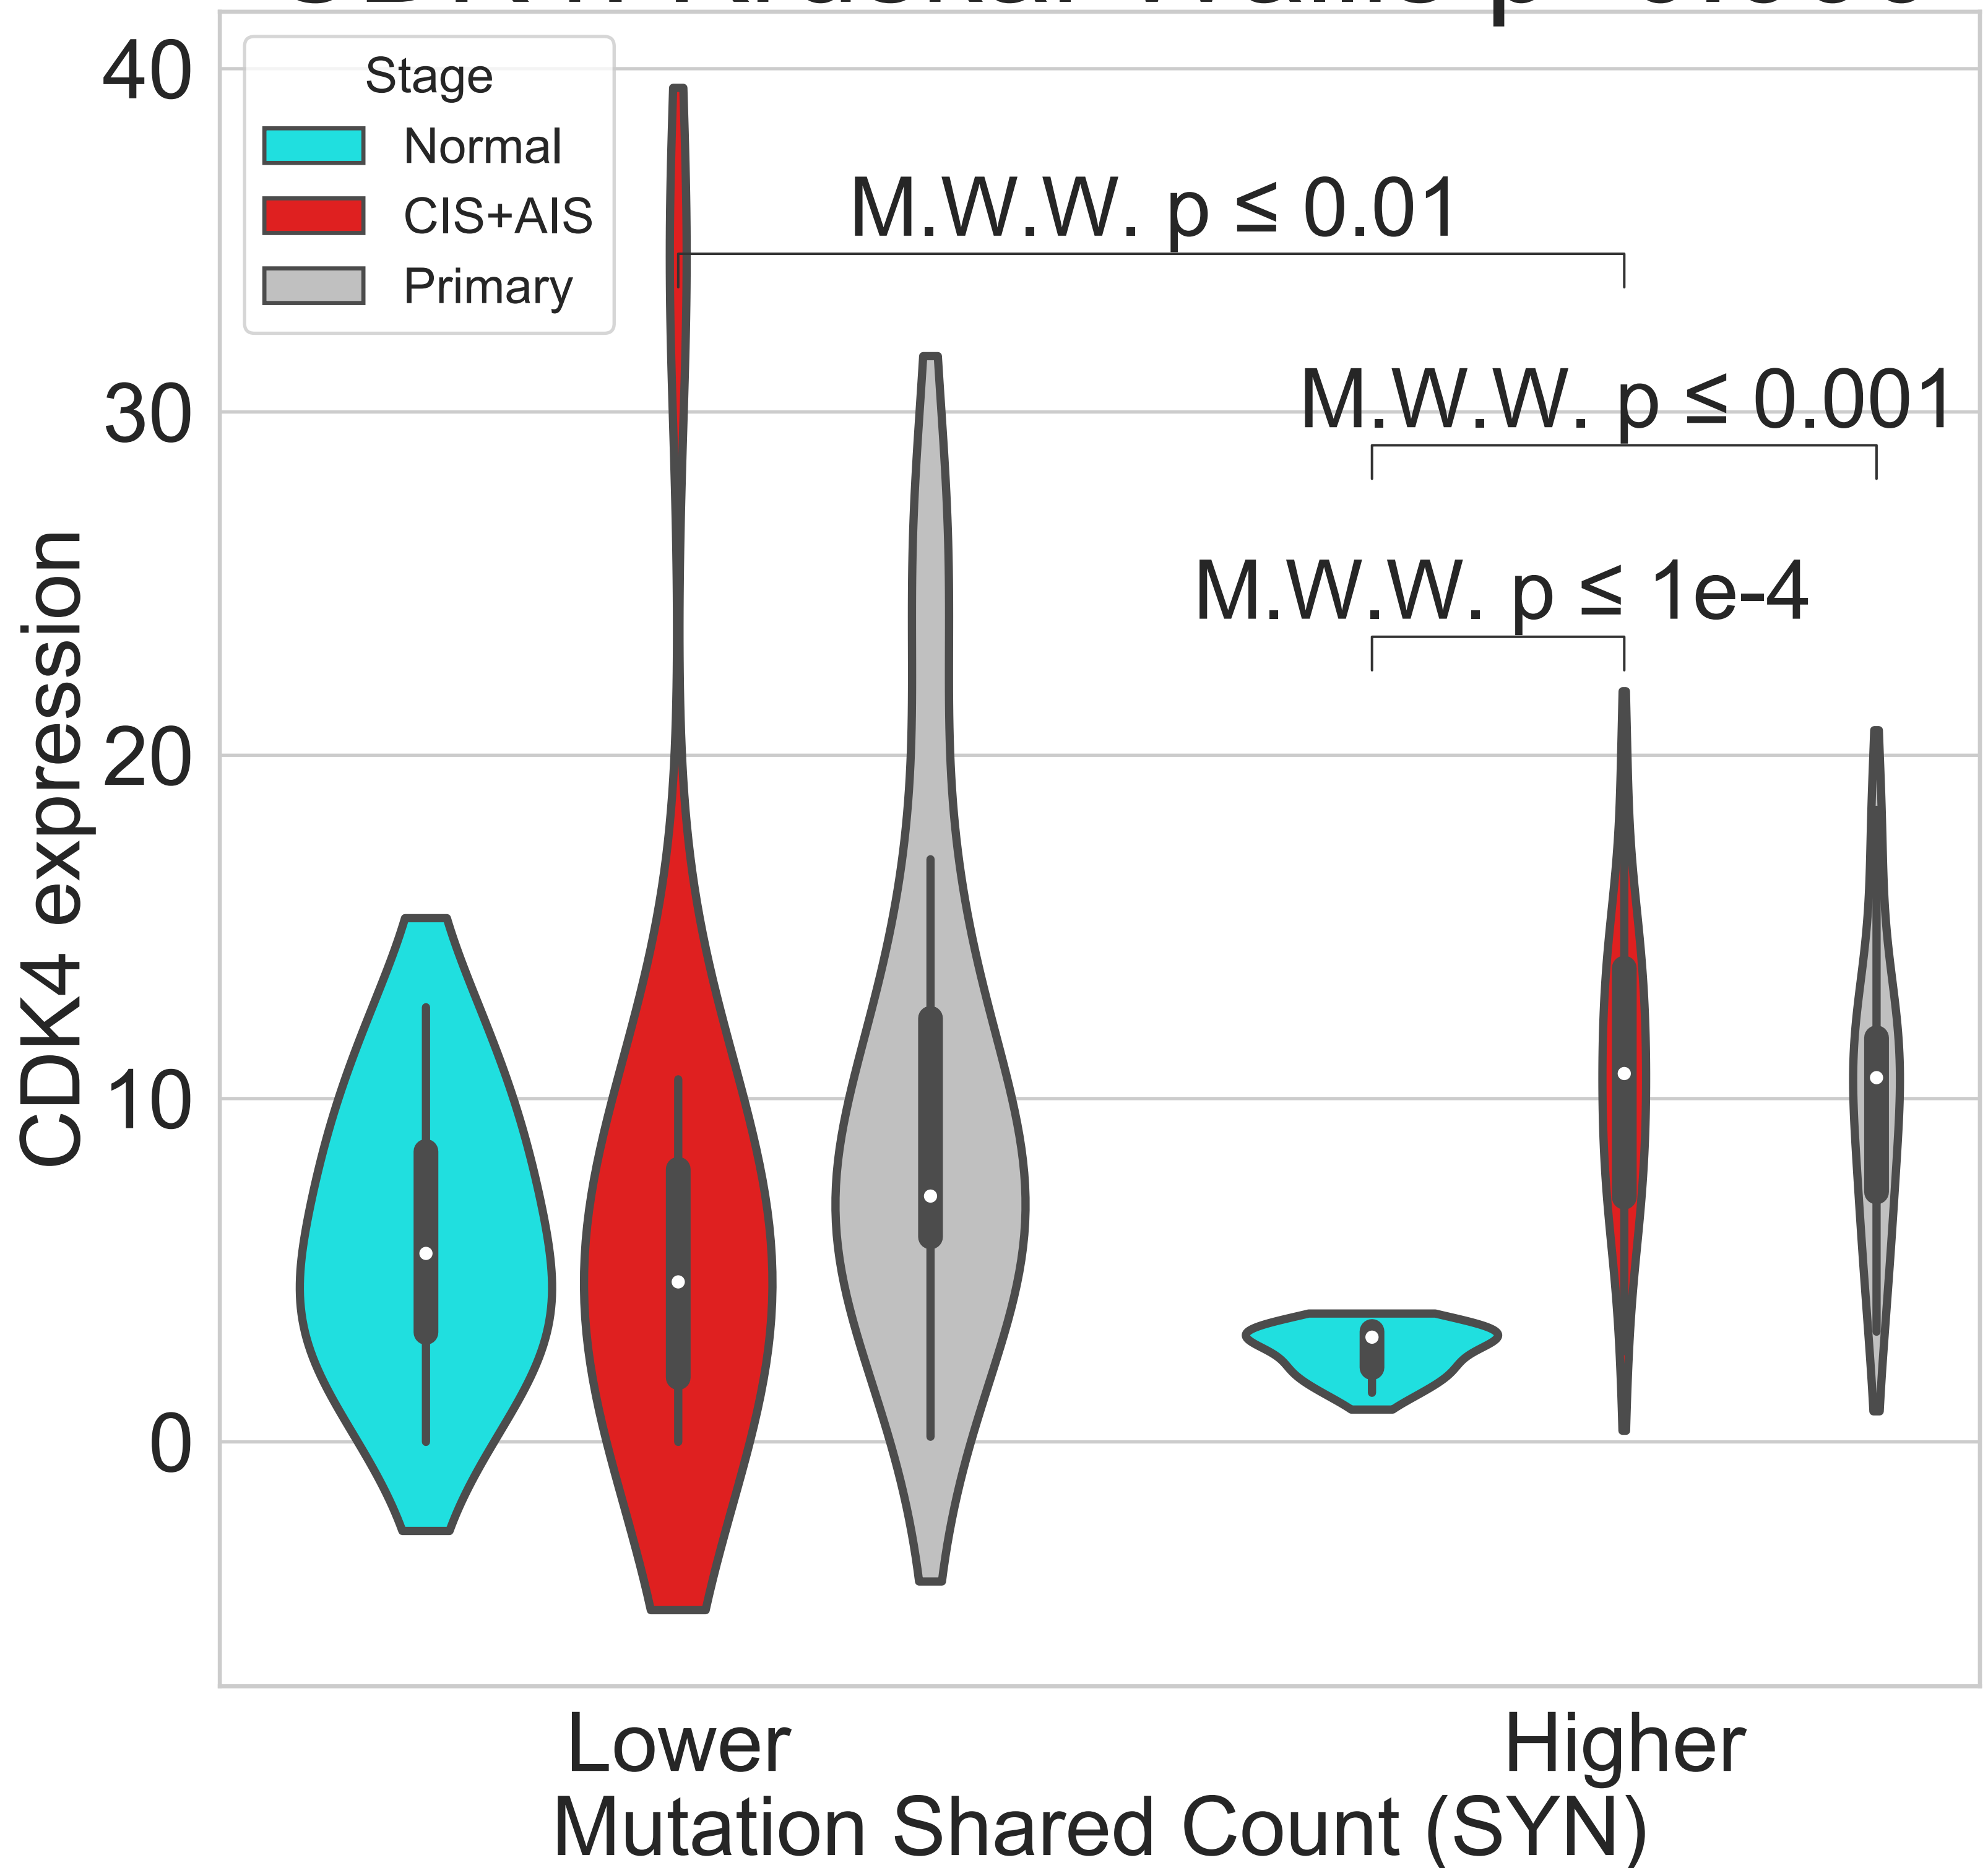 40
30
20
10
0
CDK4 expression
Stage
Normal
CIS+AIS
Primary
M.W.W. p ≤ 0.01
M.W.W. p ≤ 0.001
M.W.W. p ≤ 1e-4
Lower
Higher
Mutation Shared Count (SYN)